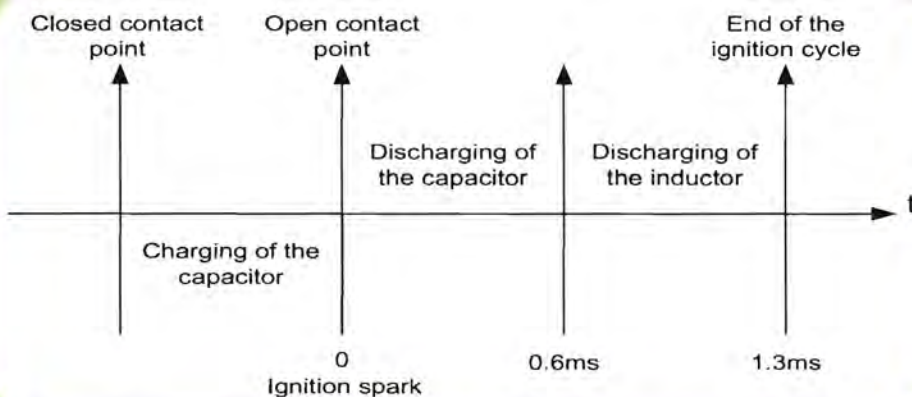 Closed contact
point
Open contact
point
End of the
ignition cycle
Discharging of
the capacitor
Discharging of
the inductor
t
Charging of the
capacitor
0
Ignition spark
0.6ms
1.3ms